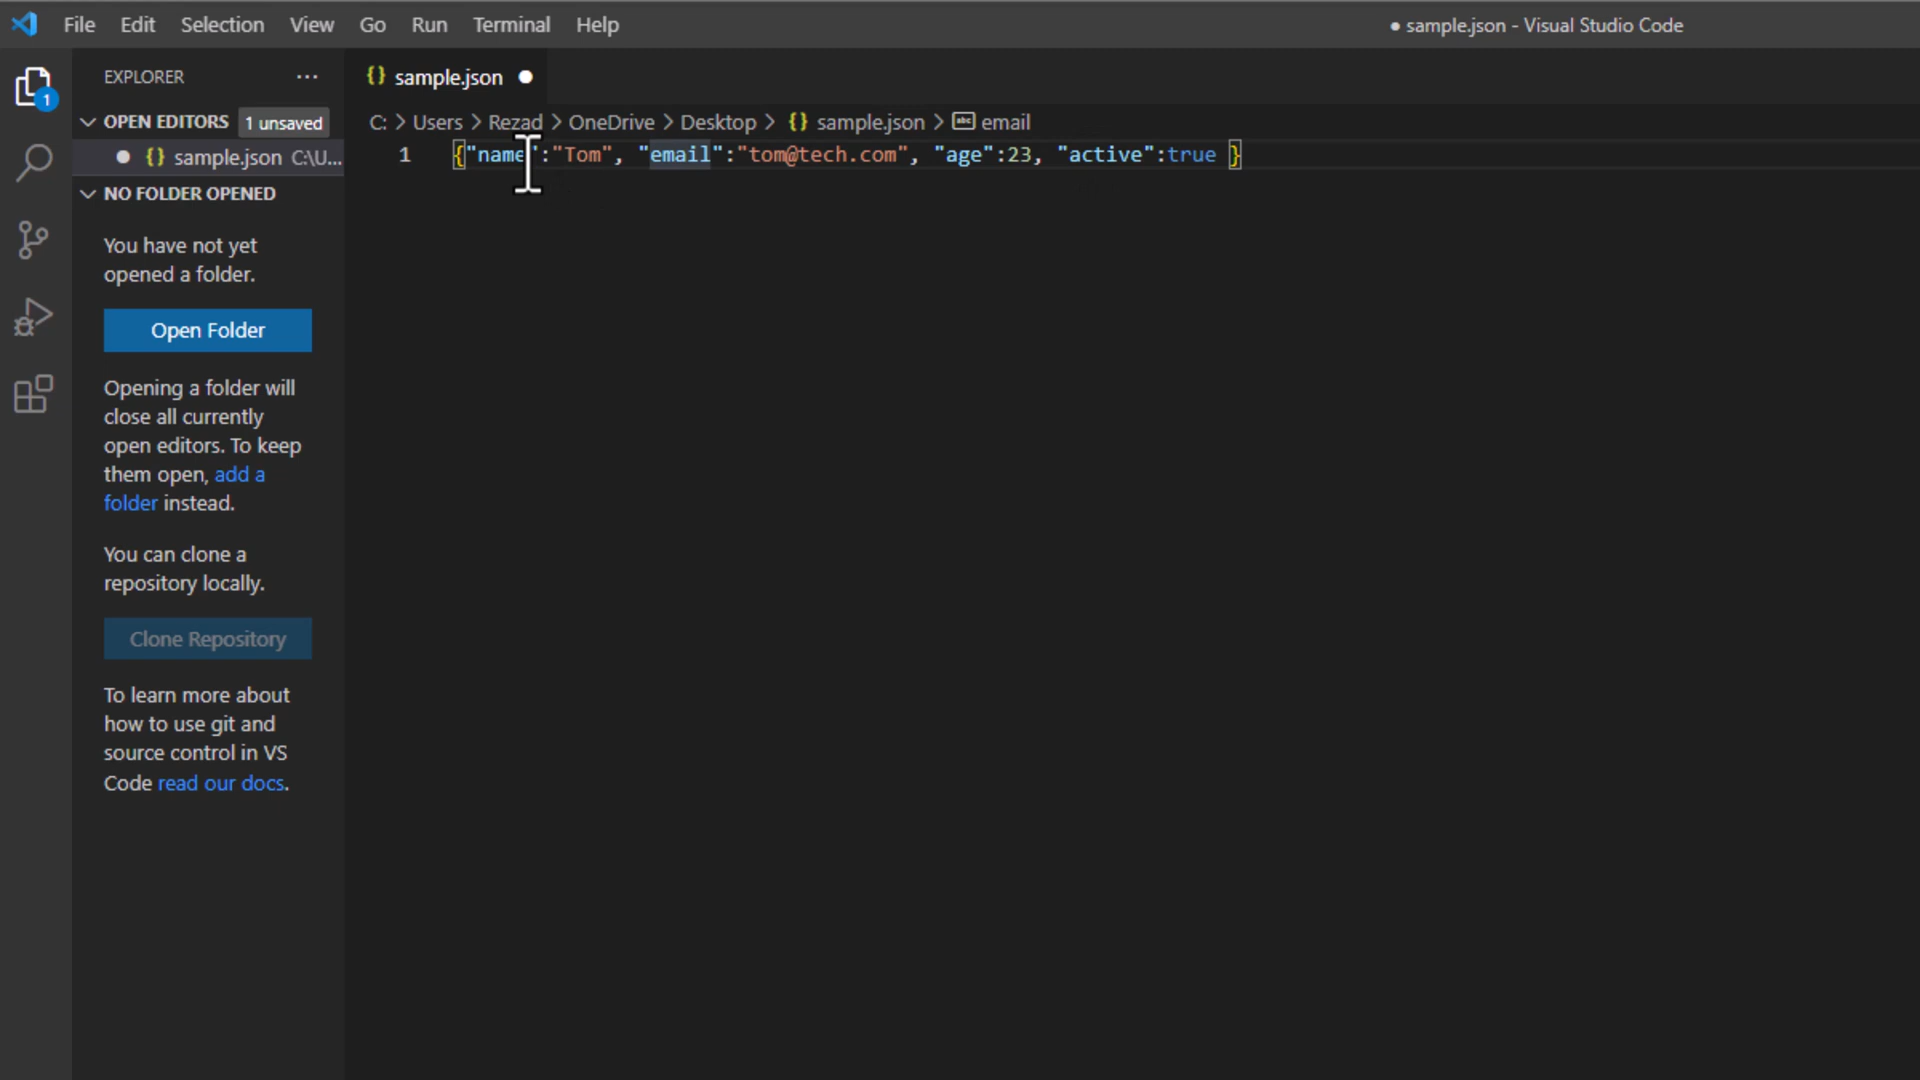 File Edit Selection View Go Run Terminal Help
● sample.json - Visual Studio Code
EXPLORER ...
OPEN EDITORS 1 unsaved
sample.json C:\U...
NO FOLDER OPENED
You have not yet
opened a folder.
Open Folder
Opening a folder will
close all currently
open editors. To keep
them open, add a
folder instead.
You can clone a
repository locally.
Clone Repository
To learn more about
how to use git and
source control in VS
Code read our docs.
1
{} sample.json ●
C: > Users > Rezad > OneDrive > Desktop > {} sample.json > abc email
1 {"name":"Tom", "email":"tom@tech.com", "age":23, "active":true }